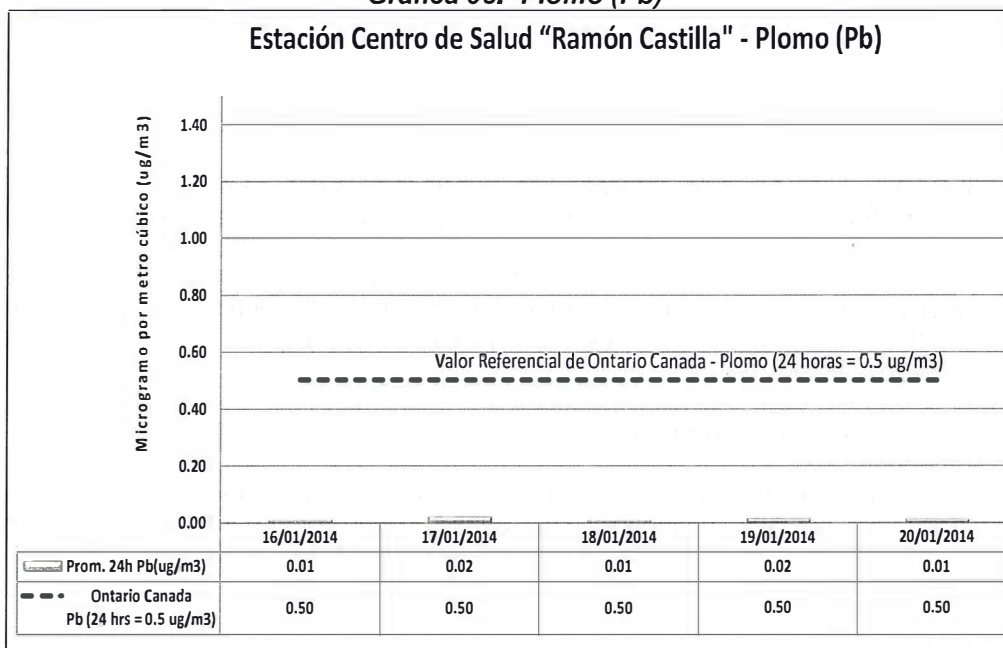 Plomo (Pb)
Estación Centro de Salud “Ramón Castilla" - Plomo (Pb)
Microgramo por metro cúbico (ug/m3)
1.40
1.20
1.00
0.80
0.60
0.40
0.20
0.00
Valor Referencial de Ontario Canada - Plomo (24 horas = 0.5 ug/m3)
16/01/2014 17/01/2014 18/01/2014 19/01/2014 20/01/2014
Prom. 24h Pb(ug/m3) 0.01 0.02 0.01 0.02 0.01
Ontario Canada
Pb (24 hrs = 0.5 ug/m3) 0.50 0.50 0.50 0.50 0.50